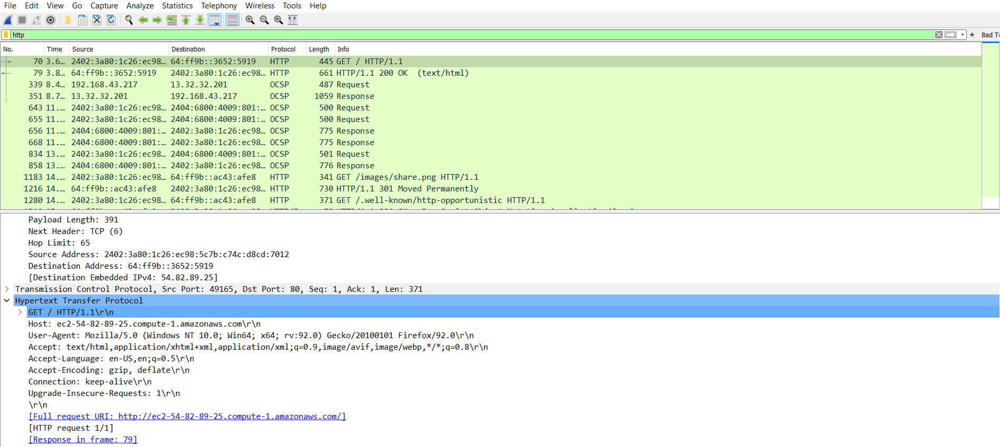 File Edit View Go Capture Analyze Statistics Telephony Wireless Tools Help
http + Bad T
No. Time Source Destination Protocol Length Info
70 3.6… 2402:3a80:1c26:ec98… 64:ff9b::3652:5919 HTTP 445 GET / HTTP/1.1
79 3.8… 64:ff9b::3652:5919 2402:3a80:1c26:ec98… HTTP 661 HTTP/1.1 200 OK (text/html)
339 8.4… 192.168.43.217 13.32.32.201 OCSP 487 Request
351 8.7… 13.32.32.201 192.168.43.217 OCSP 1059 Response
643 11.… 2402:3a80:1c26:ec98… 2404:6800:4009:801:… OCSP 500 Request
655 11.… 2402:3a80:1c26:ec98… 2404:6800:4009:801:… OCSP 500 Request
656 11.… 2404:6800:4009:801:… 2402:3a80:1c26:ec98… OCSP 775 Response
668 11.… 2404:6800:4009:801:… 2402:3a80:1c26:ec98… OCSP 775 Response
834 13.… 2402:3a80:1c26:ec98… 2404:6800:4009:801:… OCSP 501 Request
858 13.… 2404:6800:4009:801:… 2402:3a80:1c26:ec98… OCSP 776 Response
1183 14.… 2402:3a80:1c26:ec98… 64:ff9b::ac43:afe8 HTTP 341 GET /images/share.png HTTP/1.1
1216 14.… 64:ff9b::ac43:afe8 2402:3a80:1c26:ec98… HTTP 730 HTTP/1.1 301 Moved Permanently
1280 14.… 2402:3a80:1c26:ec98… 64:ff9b::ac43:afe8 HTTP 371 GET /.well-known/http-opportunistic HTTP/1.1
Payload Length: 391
Next Header: TCP (6)
Hop Limit: 65
Source Address: 2402:3a80:1c26:ec98:5c7b:c74c:d8cd:7012
Destination Address: 64:ff9b::3652:5919
[Destination Embedded IPv4: 54.82.89.25]
Transmission Control Protocol, Src Port: 49165, Dst Port: 80, Seq: 1, Ack: 1, Len: 371
Hypertext Transfer Protocol
GET / HTTP/1.1\r\n
Host: ec2-54-82-89-25.compute-1.amazonaws.com\r\n
User-Agent: Mozilla/5.0 (Windows NT 10.0; Win64; x64; rv:92.0) Gecko/20100101 Firefox/92.0\r\n
Accept: text/html,application/xhtml+xml,application/xml;q=0.9,image/avif,image/webp,*/*;q=0.8\r\n
Accept-Language: en-US,en;q=0.5\r\n
Accept-Encoding: gzip, deflate\r\n
Connection: keep-alive\r\n
Upgrade-Insecure-Requests: 1\r\n
\r\n
[Full request URI: http://ec2-54-82-89-25.compute-1.amazonaws.com/]
[HTTP request 1/1]
[Response in frame: 79]